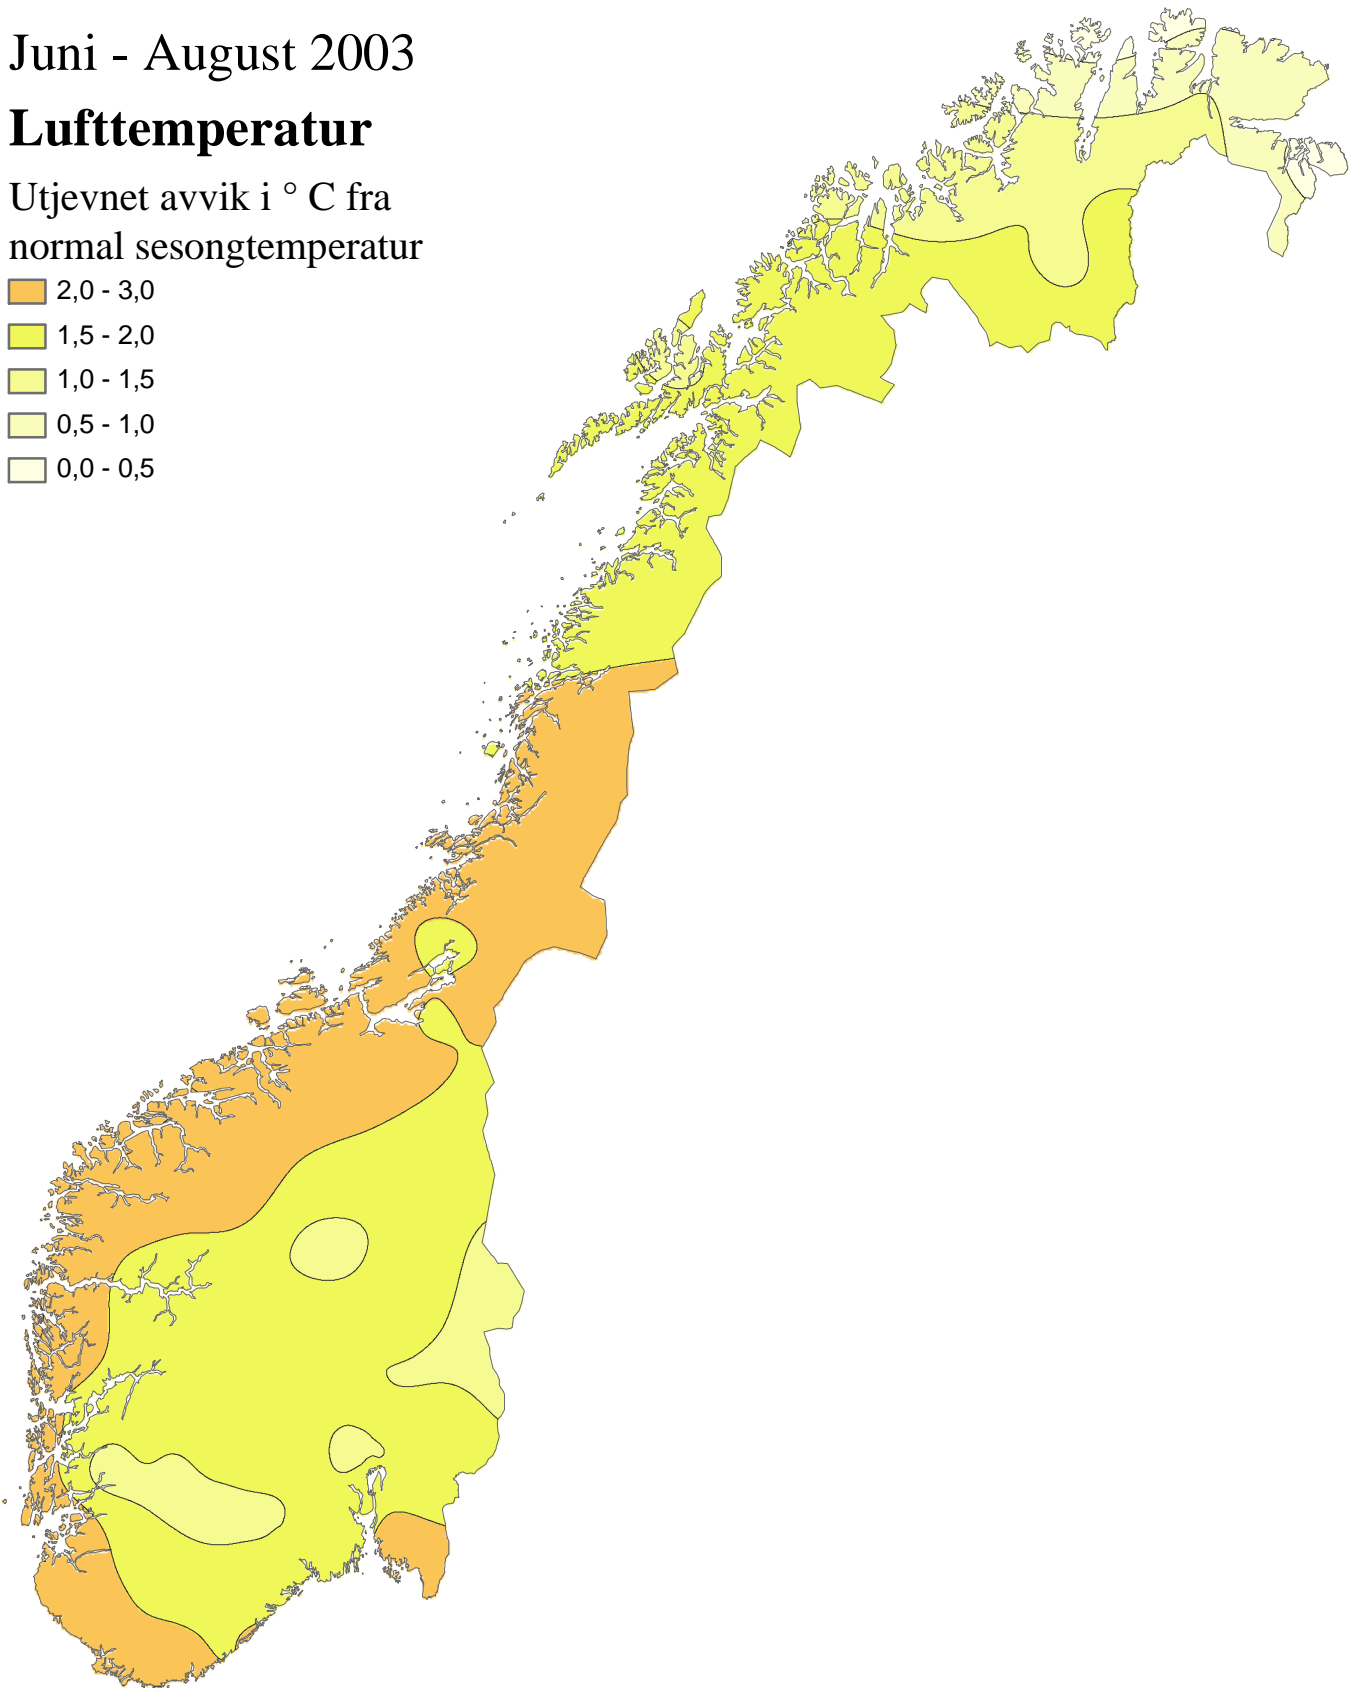 Juni - August 2003
Lufttemperatur
Utjevnet avvik i ° C fra
normal sesongtemperatur
2,0 - 3,0
1,5 - 2,0
1,0 - 1,5
0,5 - 1,0
0,0 - 0,5